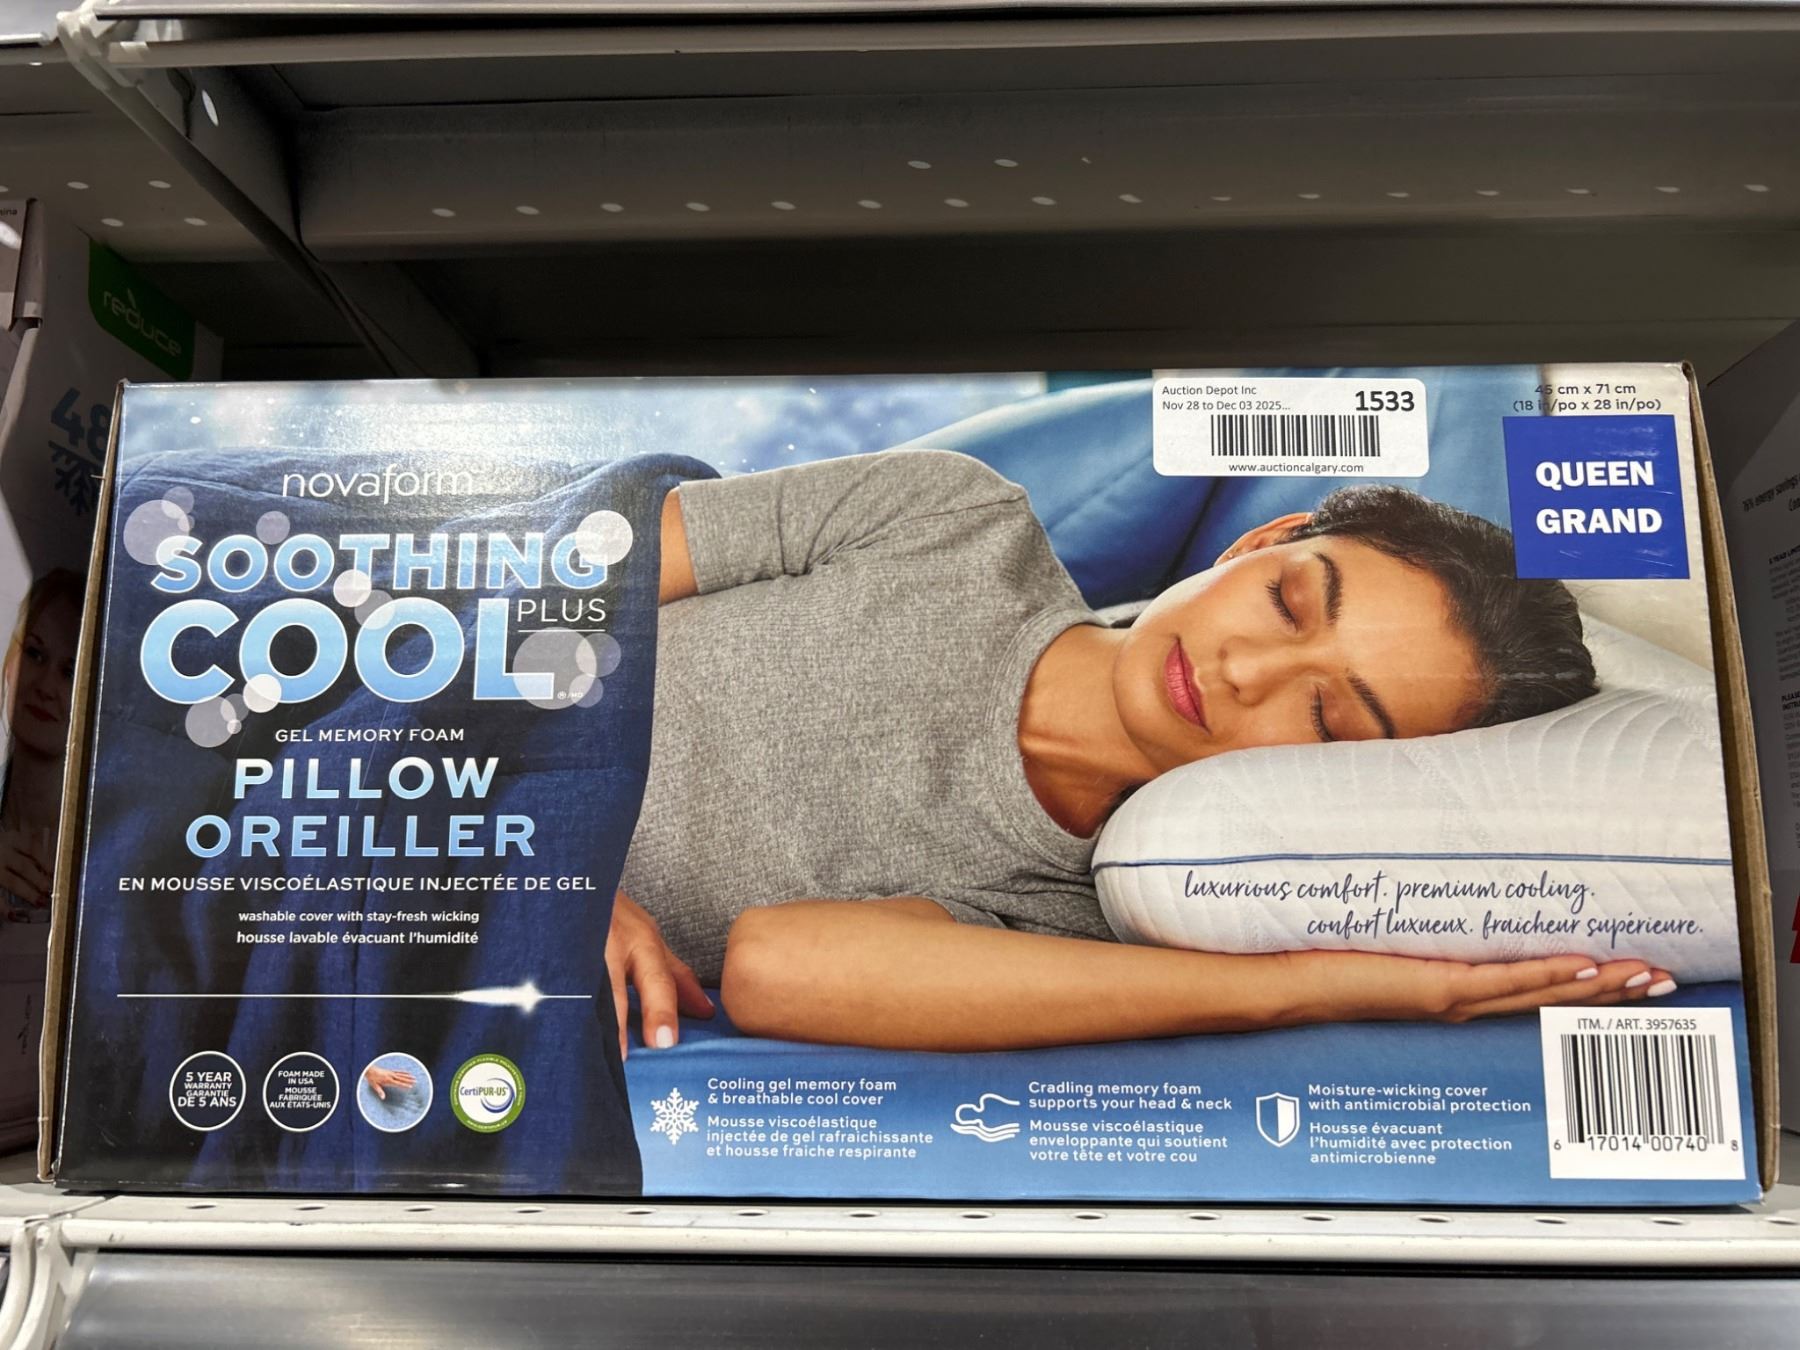 reduce
48
Auction Depot Inc
Nov 28 to Dec 03 2025...
1533
www.auctioncalgary.com
45 cm x 71 cm
(18 in/po x 28 in/po)
QUEEN
GRAND
novaform
SOOTHING
COOL PLUS
®/MD
GEL MEMORY FOAM
PILLOW
OREILLER
EN MOUSSE VISCOÉLASTIQUE INJECTÉE DE GEL
washable cover with stay-fresh wicking
housse lavable évacuant l'humidité
5 YEAR
WARRANTY
GARANTIE
DE 5 ANS
FOAM MADE
IN USA
MOUSSE
FABRIQUÉE
AUX ÉTATS-UNIS
CertiPUR-US
luxurious comfort. premium cooling.
confort luxueux. fraicheur supérieure.
Cooling gel memory foam
& breathable cool cover
Mousse viscoélastique
injectée de gel rafraichissante
et housse fraiche respirante
Cradling memory foam
supports your head & neck
Mousse viscoélastique
enveloppante qui soutient
votre tête et votre cou
Moisture-wicking cover
with antimicrobial protection
Housse évacuant
l'humidité avec protection
antimicrobienne
ITM. / ART. 3957635
6 17014 00740 8